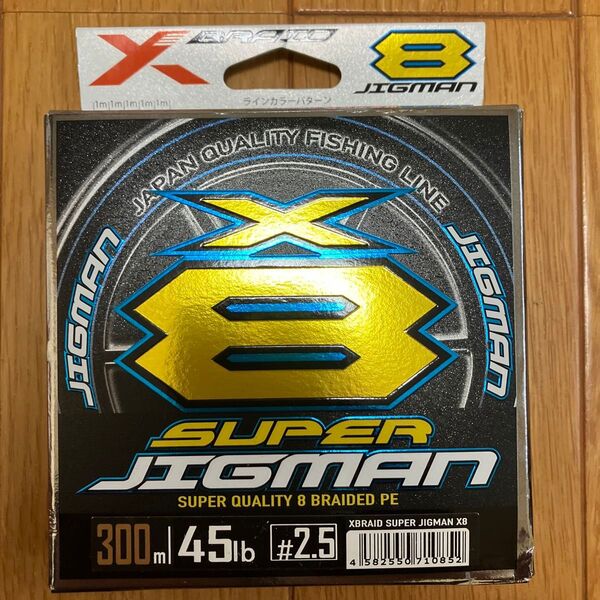 X BRAID
8
JIGMAN
1m 1m 1m 1m 1m
ラインカラーパターン
JAPAN QUALITY FISHING LINE
JIGMAN
X
8
JIGMAN
SUPER
JIGMAN
SUPER QUALITY 8 BRAIDED PE
300m 45lb #2.5
XBRAID SUPER JIGMAN X8
4 582550 710852